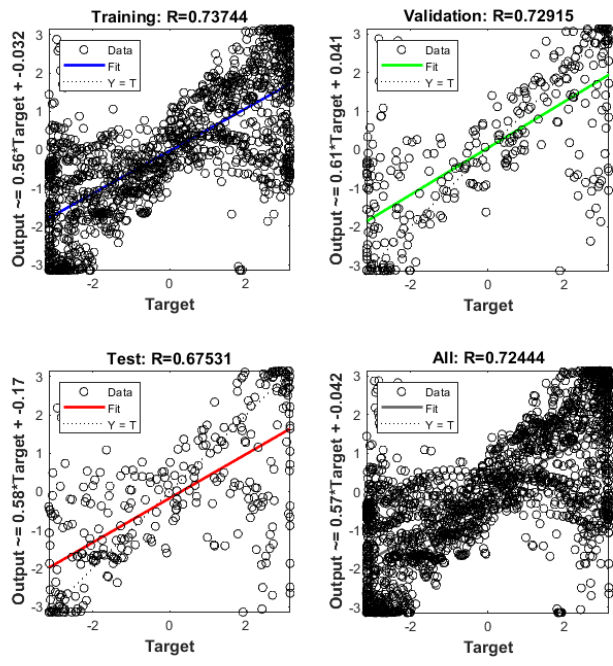 Training: R=0.73744
Output ~= 0.56*Target + -0.032
3
2
1
0
-1
-2
-3
Data
Fit
Y = T
-2
0
2
Target
Validation: R=0.72915
Output ~= 0.61*Target + 0.041
3
2
1
0
-1
-2
-3
Data
Fit
Y = T
-2
0
2
Target
Test: R=0.67531
Output ~= 0.58*Target + -0.17
3
2
1
0
-1
-2
-3
Data
Fit
Y = T
-2
0
2
Target
All: R=0.72444
Output ~= 0.57*Target + -0.042
3
2
1
0
-1
-2
-3
Data
Fit
Y = T
-2
0
2
Target